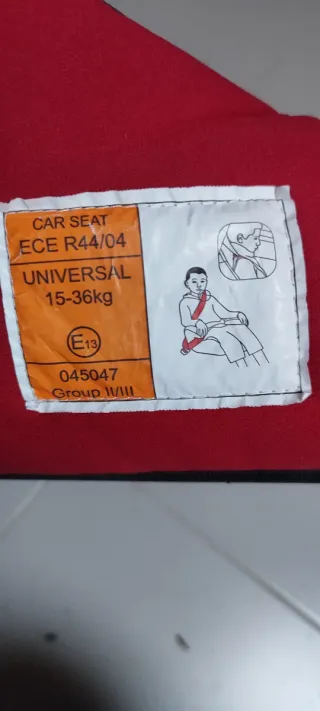 CAR SEAT
ECE R44/04
UNIVERSAL
15-36kg
E13
045047
Group II/III